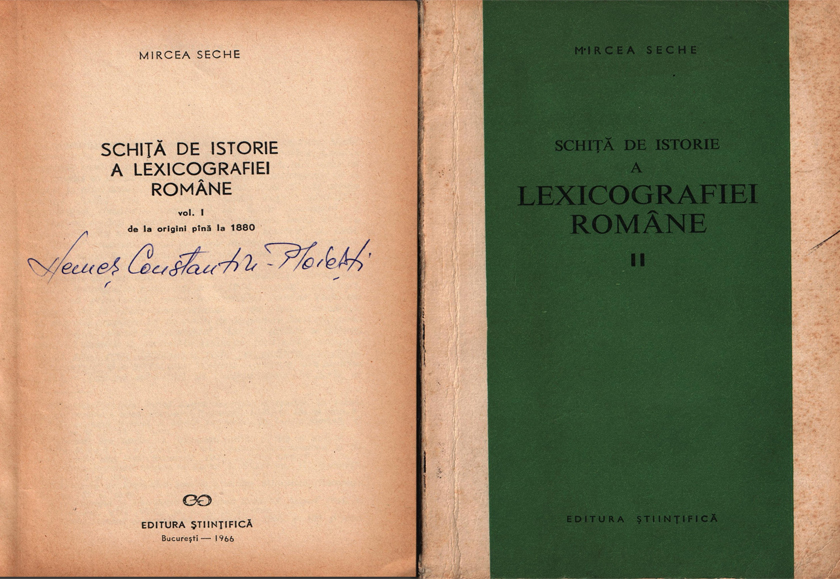 MIRCEA SECHE
SCHIȚĂ DE ISTORIE
A LEXICOGRAFIEI
ROMÂNE
vol. I
de la origini pînă la 1880
Constantin - Ploiești
EDITURA ȘTIINȚIFICĂ
București — 1966
MIRCEA SECHE
SCHIȚĂ DE ISTORIE
A
LEXICOGRAFIEI
ROMÂNE
II
EDITURA ȘTIINȚIFICĂ